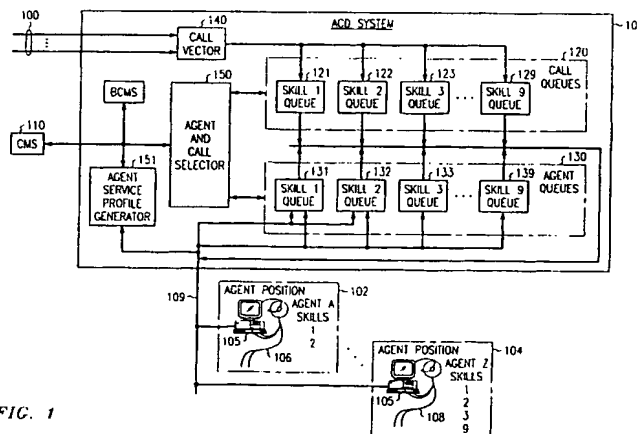 100
140
ACD SYSTEM
10
CALL
VECTOR
150
120
CALL
QUEUES
121
122
123
129
BCMS
SKILL 1
QUEUE
SKILL 2
QUEUE
SKILL 3
QUEUE
...
SKILL 9
QUEUE
110
CMS
151
AGENT
AND
CALL
SELECTOR
130
AGENT
QUEUES
AGENT
SERVICE
PROFILE
GENERATOR
131
132
133
139
SKILL 1
QUEUE
SKILL 2
QUEUE
SKILL 3
QUEUE
...
SKILL 9
QUEUE
109
102
AGENT POSITION
AGENT A
SKILLS
1
2
105
106
104
AGENT POSITION
AGENT Z
SKILLS
1
2
3
9
105
108
FIG. 1